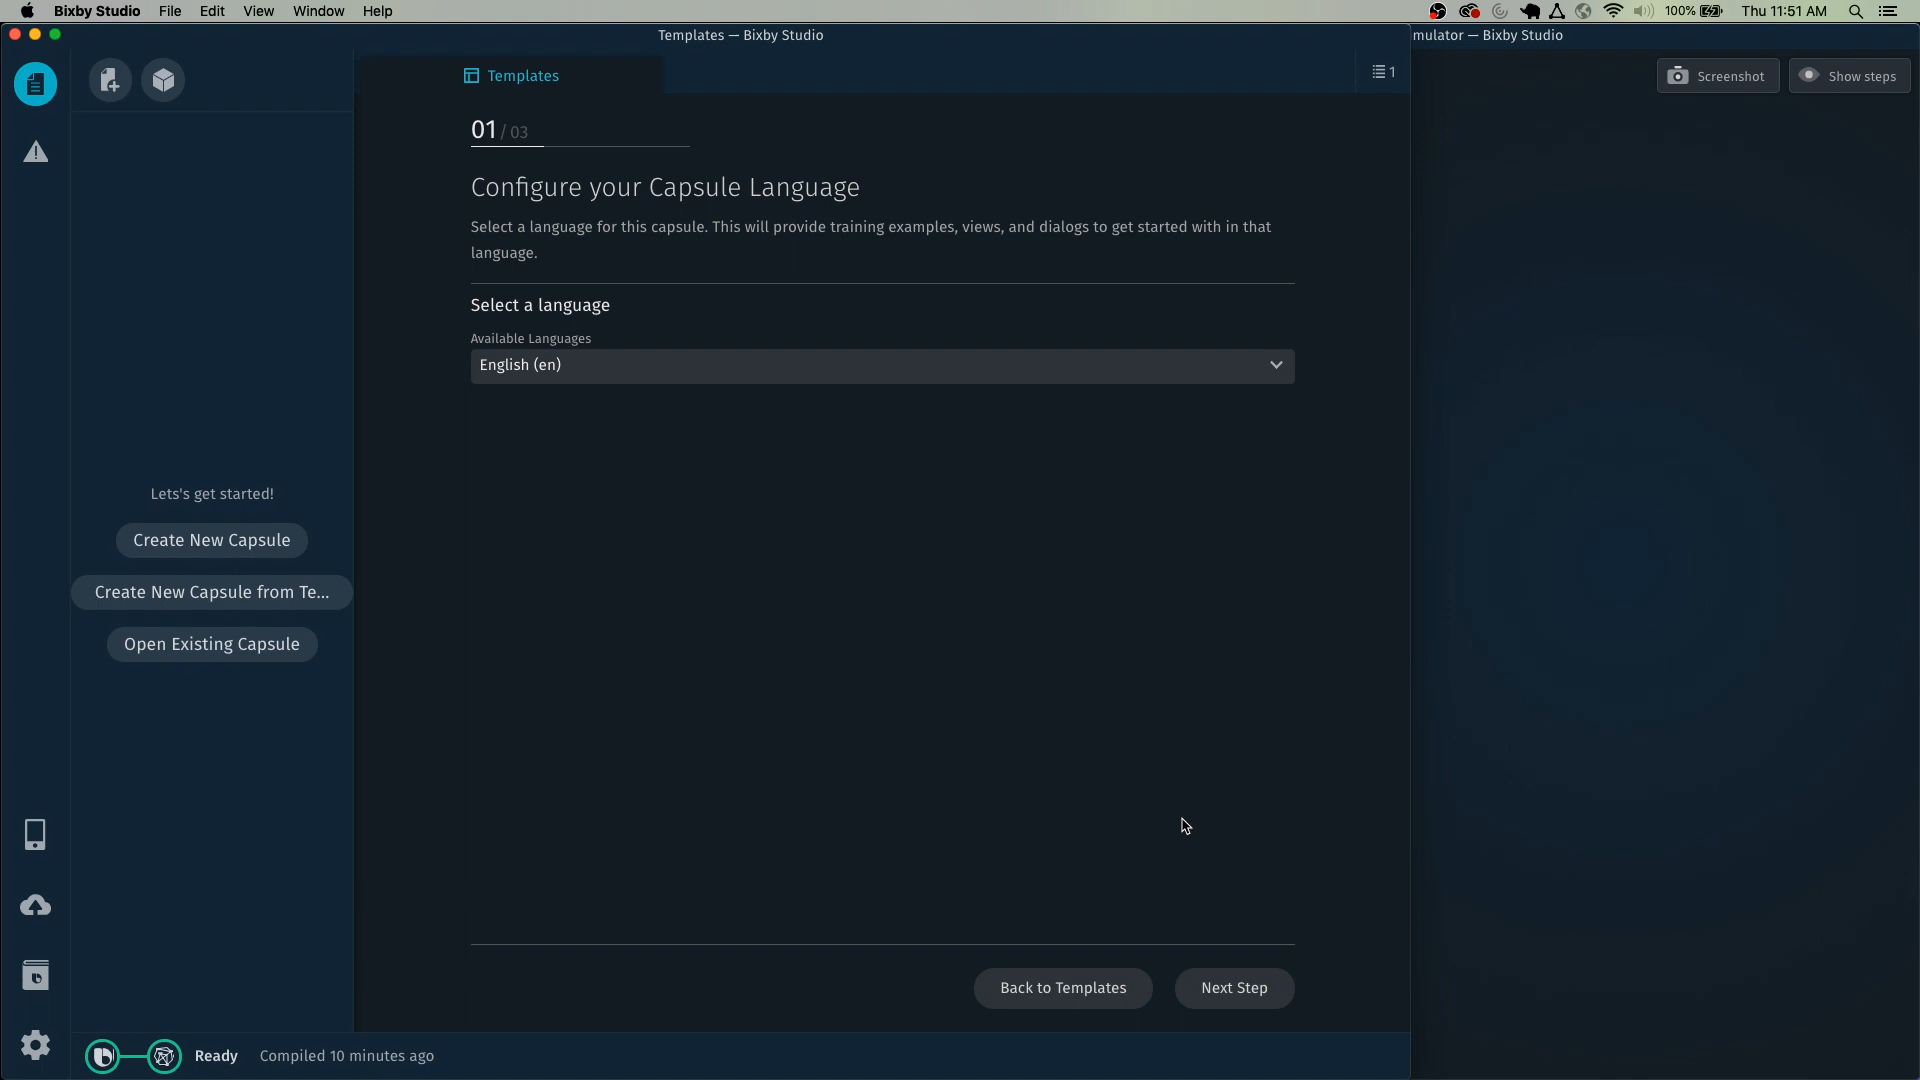 Bixby Studio File Edit View Window Help 100% Thu 11:51 AM
Templates — Bixby Studio
mulator — Bixby Studio
Templates
1
Screenshot
Show steps
01 / 03
Configure your Capsule Language
Select a language for this capsule. This will provide training examples, views, and dialogs to get started with in that
language.
Select a language
Available Languages
English (en)
Lets's get started!
Create New Capsule
Create New Capsule from Te...
Open Existing Capsule
Back to Templates
Next Step
Ready Compiled 10 minutes ago